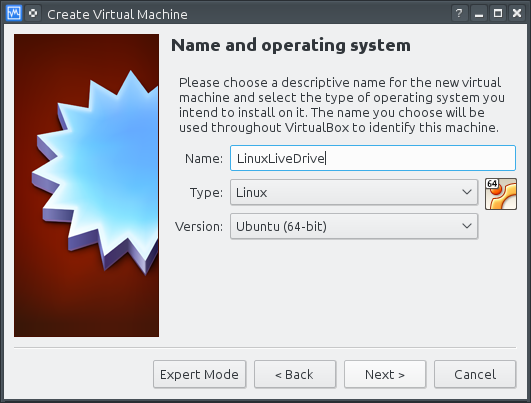 Create Virtual Machine
Name and operating system
Please choose a descriptive name for the new virtual
machine and select the type of operating system you
intend to install on it. The name you choose will be
used throughout VirtualBox to identify this machine.
Name: LinuxLiveDrive
Type: Linux
64
Version: Ubuntu (64-bit)
Expert Mode < Back Next > Cancel